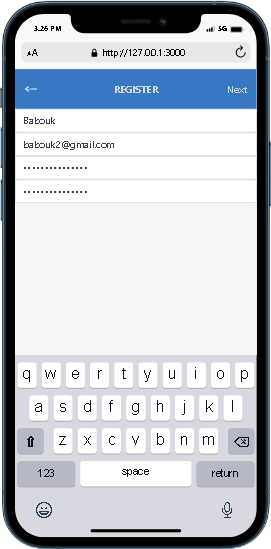 3.26 PM 5G
AA http://127.00.1:3000
← REGISTER Next
Babouk
babouk2@gmail.com
•••••••••••••••
•••••••••••••••
q w e r t y u i o p
a s d f g h j k l
z x c v b n m
123 space return